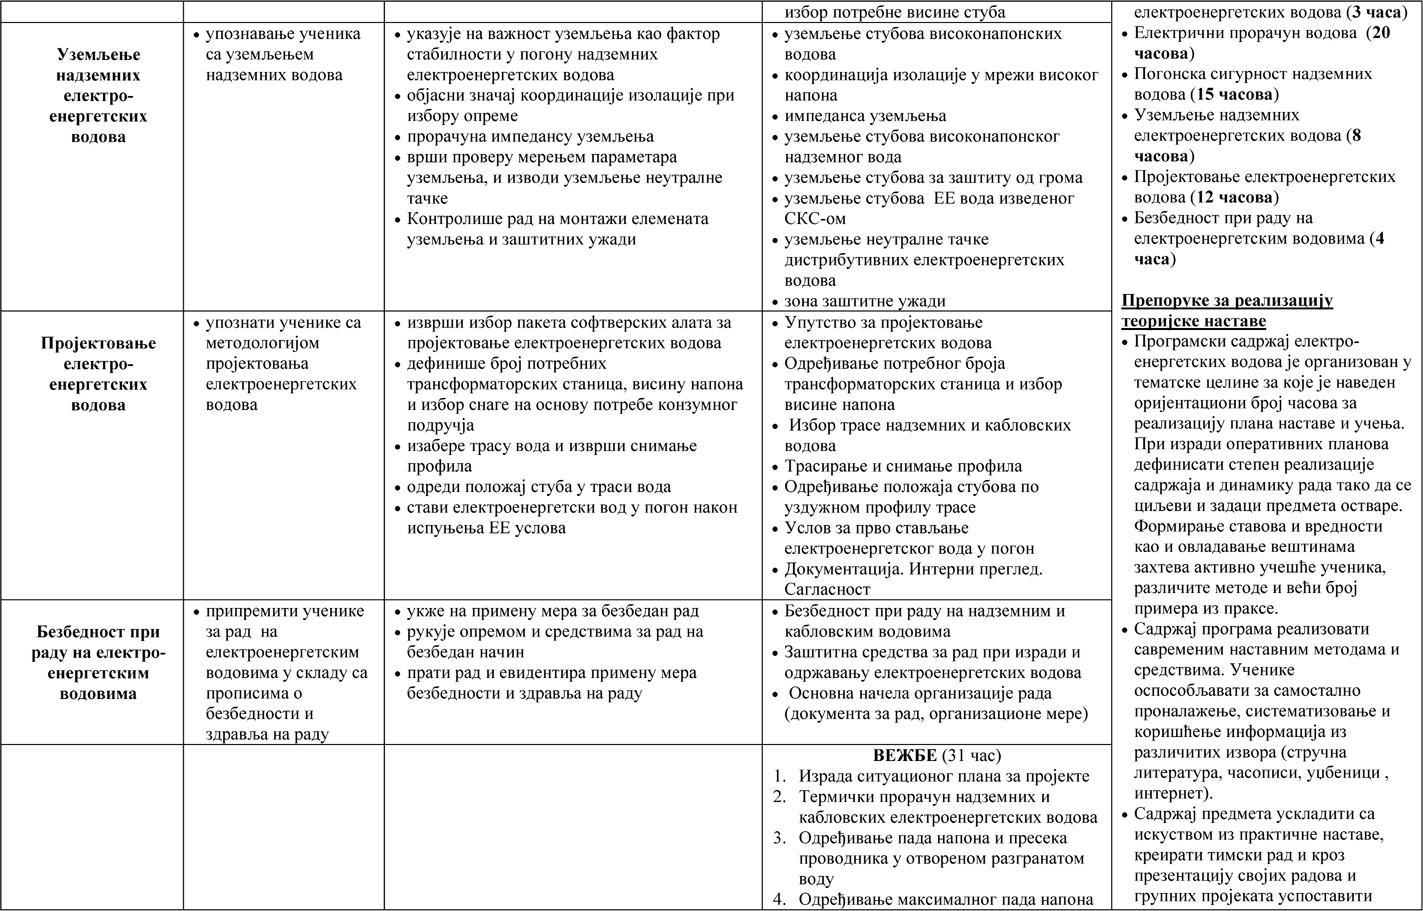 избор потребне висине стуба
Уземљење
надземних
електро-
енергетских
водова
• упознавање ученика
са уземљењем
надземних водова
• указује на важност уземљења као фактор
стабилности у погону надземних
електроенергетских водова
• објасни значај координације изолације при
избору опреме
• прорачуна импедансу уземљења
• врши проверу мерењем параметара
уземљења, и изводи уземљење неутралне
тачке
• Контролише рад на монтажи елемената
уземљења и заштитних ужади
• уземљење стубова високонапонских
водова
• координација изолације у мрежи високог
напона
• импеданса уземљења
• уземљење стубова високонапонског
надземног вода
• уземљење стубова за заштиту од грома
• уземљење стубова ЕЕ вода изведеног
СКС-ом
• уземљење неутралне тачке
дистрибутивних електроенергетских
водова
• зона заштитне ужади
Пројектовање
електро-
енергетских
водова
• упознати ученике са
методологијом
пројектовања
електроенергетских
водова
• изврши избор пакета софтверских алата за
пројектовање електроенергетских водова
• дефинише број потребних
трансформаторских станица, висину напона
и избор снаге на основу потребе конзумног
подручја
• изабере трасу вода и изврши снимање
профила
• одреди положај стуба у траси вода
• стави електроенергетски вод у погон након
испуњења ЕЕ услова
• Упутство за пројектовање
електроенергетских водова
• Одређивање потребног броја
трансформаторских станица и избор
висине напона
• Избор трасе надземних и кабловских
водова
• Трасирање и снимање профила
• Одређивање положаја стубова по
уздужном профилу трасе
• Услов за прво стављање
електроенергетског вода у погон
• Документација. Интерни преглед.
Сагласност
Безбедност при
раду на електро-
енергетским
водовима
• припремити ученике
за рад на
електроенергетским
водовима у складу са
прописима о
безбедности и
здравља на раду
• укже на примену мера за безбедан рад
• рукује опремом и средствима за рад на
безбедан начин
• прати рад и евидентира примену мера
безбедности и здравља на раду
• Безбедност при раду на надземним и
кабловским водовима
• Заштитна средства за рад при изради и
одржавању електроенергетских водова
• Основна начела организације рада
(документа за рад, организационе мере)
ВЕЖБЕ (31 час)
1. Израда ситуационог плана за пројекте
2. Термички прорачун надземних и
кабловских електроенергетских водова
3. Одређивање пада напона и пресека
проводника у отвореном разгранатом
воду
4. Одређивање максималног пада напона
електроенергетских водова (3 часа)
• Електрични прорачун водова (20
часова)
• Погонска сигурност надземних
водова (15 часова)
• Уземљење надземних
електроенергетских водова (8
часова)
• Пројектовање електроенергетских
водова (12 часова)
• Безбедност при раду на
електроенергетским водовима (4
часа)
Препоруке за реализацију
теоријске наставе
• Програмски садржај електро-
енергетских водова је организован у
тематске целине за које је наведен
оријентациони број часова за
реализацију плана наставе и учења.
При изради оперативних планова
дефинисати степен реализације
садржаја и динамику рада тако да се
циљеви и задаци предмета остваре.
Формирање ставова и вредности
као и овладавање вештинама
захтева активно учешће ученика,
различите методе и већи број
примера из праксе.
• Садржај програма реализовати
савременим наставним методама и
средствима. Ученике
оспособљавати за самостално
проналажење, систематизовање и
коришћење информација из
различитих извора (стручна
литература, часописи, уџбеници ,
интернет).
• Садржај предмета ускладити са
искуством из практичне наставе,
креирати тимски рад и кроз
презентацију својих радова и
групних пројеката успоставити